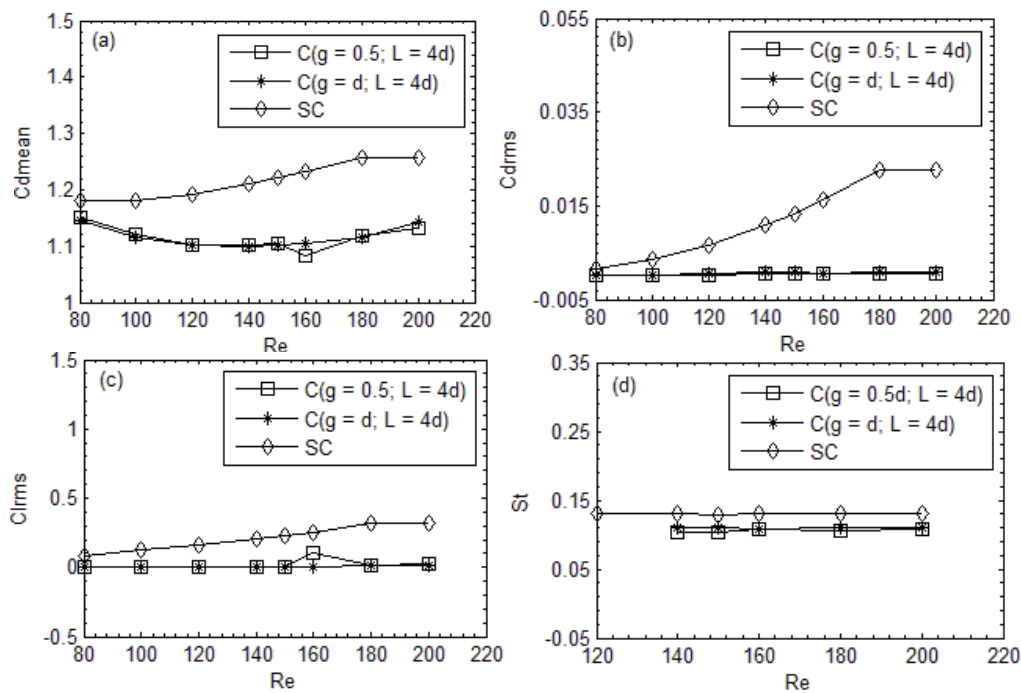 (a)
C(g = 0.5; L = 4d)
C(g = d; L = 4d)
SC
1.5
1.4
1.3
1.2
1.1
1
Cdmean
80 100 120 140 160 180 200 220
Re
(b)
C(g = 0.5; L = 4d)
C(g = d; L = 4d)
SC
0.055
0.035
0.015
-0.005
Cdrms
80 100 120 140 160 180 200 220
Re
(c)
C(g = 0.5; L = 4d)
C(g = d; L = 4d)
SC
1.5
1
0.5
0
-0.5
Clrms
80 100 120 140 160 180 200 220
Re
(d)
C(g = 0.5d; L = 4d)
C(g = d; L = 4d)
SC
0.35
0.25
0.15
0.05
-0.05
St
120 140 160 180 200 220
Re